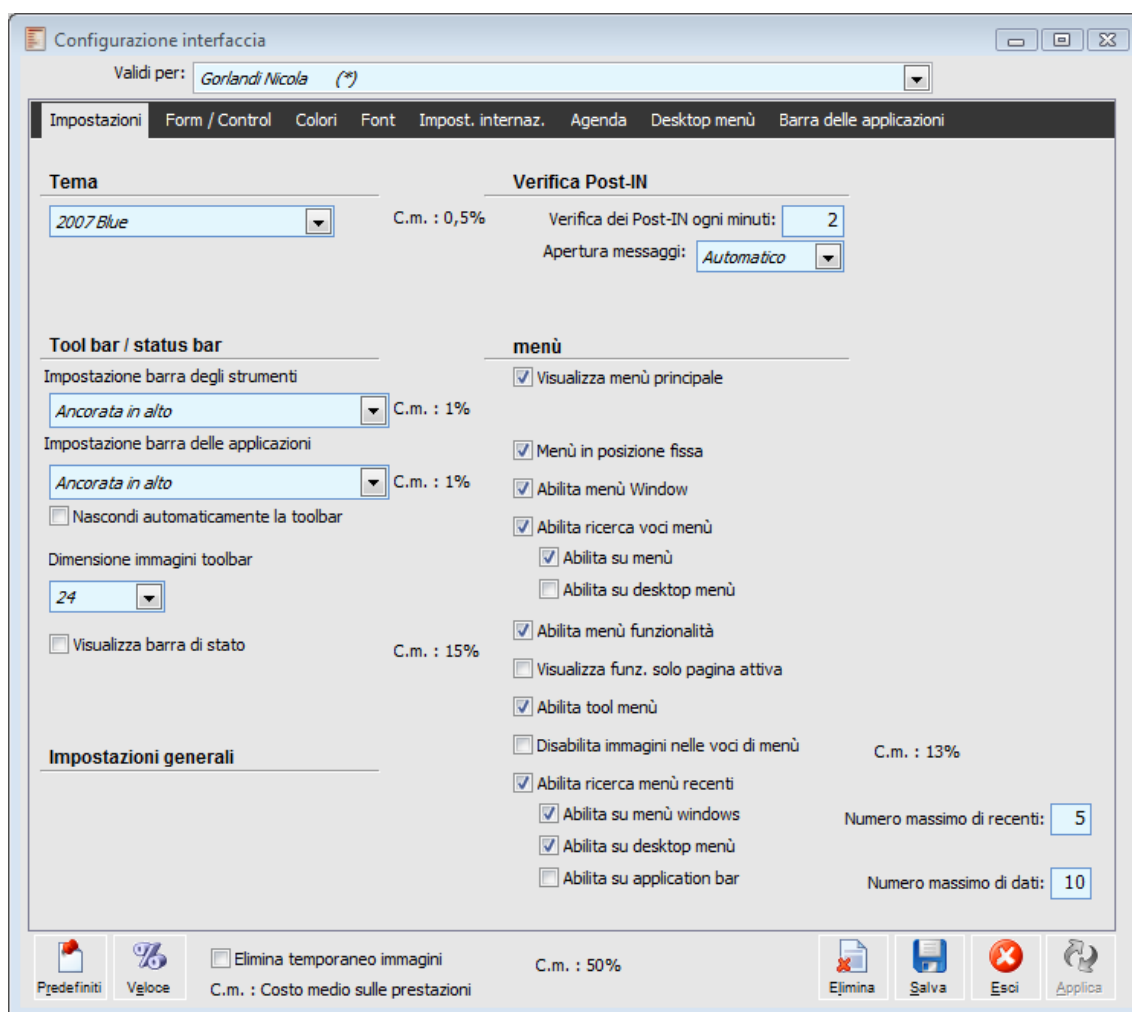 Configurazione interfaccia
Validi per: Gorlandi Nicola (*)
Impostazioni Form / Control Colori Font Impost. internaz. Agenda Desktop menù Barra delle applicazioni
Tema
2007 Blue
C.m. : 0,5%
Verifica Post-IN
Verifica dei Post-IN ogni minuti: 2
Apertura messaggi: Automatico
Tool bar / status bar
Impostazione barra degli strumenti
Ancorata in alto
C.m. : 1%
Impostazione barra delle applicazioni
Ancorata in alto
C.m. : 1%
Nascondi automaticamente la toolbar
Dimensione immagini toolbar
24
Visualizza barra di stato
C.m. : 15%
Impostazioni generali
menù
Visualizza menù principale
Menù in posizione fissa
Abilita menù Window
Abilita ricerca voci menù
Abilita su menù
Abilita su desktop menù
Abilita menù funzionalità
Visualizza funz. solo pagina attiva
Abilita tool menù
Disabilita immagini nelle voci di menù
C.m. : 13%
Abilita ricerca menù recenti
Abilita su menù windows
Numero massimo di recenti: 5
Abilita su desktop menù
Abilita su application bar
Numero massimo di dati: 10
Predefiniti
Veloce
Elimina temporaneo immagini
C.m. : 50%
C.m. : Costo medio sulle prestazioni
Elimina
Salva
Esci
Applica